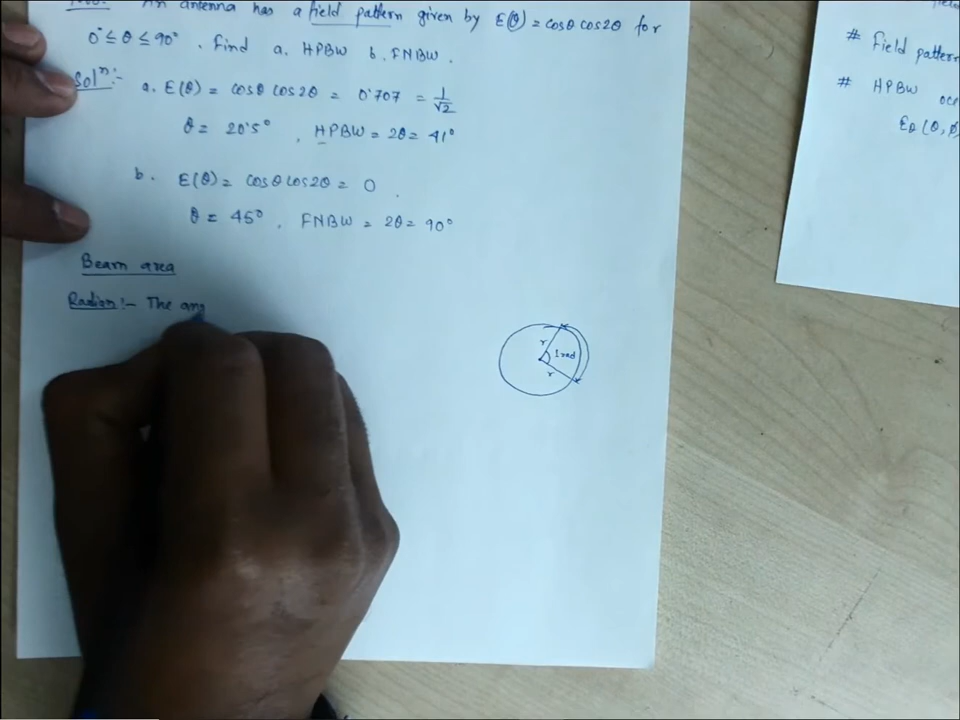 An antenna has a field pattern given by E(θ) = cosθ cos2θ for
0° ≤ θ ≤ 90°. Find a. HPBW b. FNBW.
Solⁿ:- a. E(θ) = cosθ cos2θ = 0.707 = 1/√2
θ = 20.5°, HPBW = 2θ = 41°
b. E(θ) = cosθ cos2θ = 0.
θ = 45°, FNBW = 2θ = 90°
Beam area
Radian:- The ang
r 1 rad
r
# Field pattern
# HPBW
Eθ(θ,